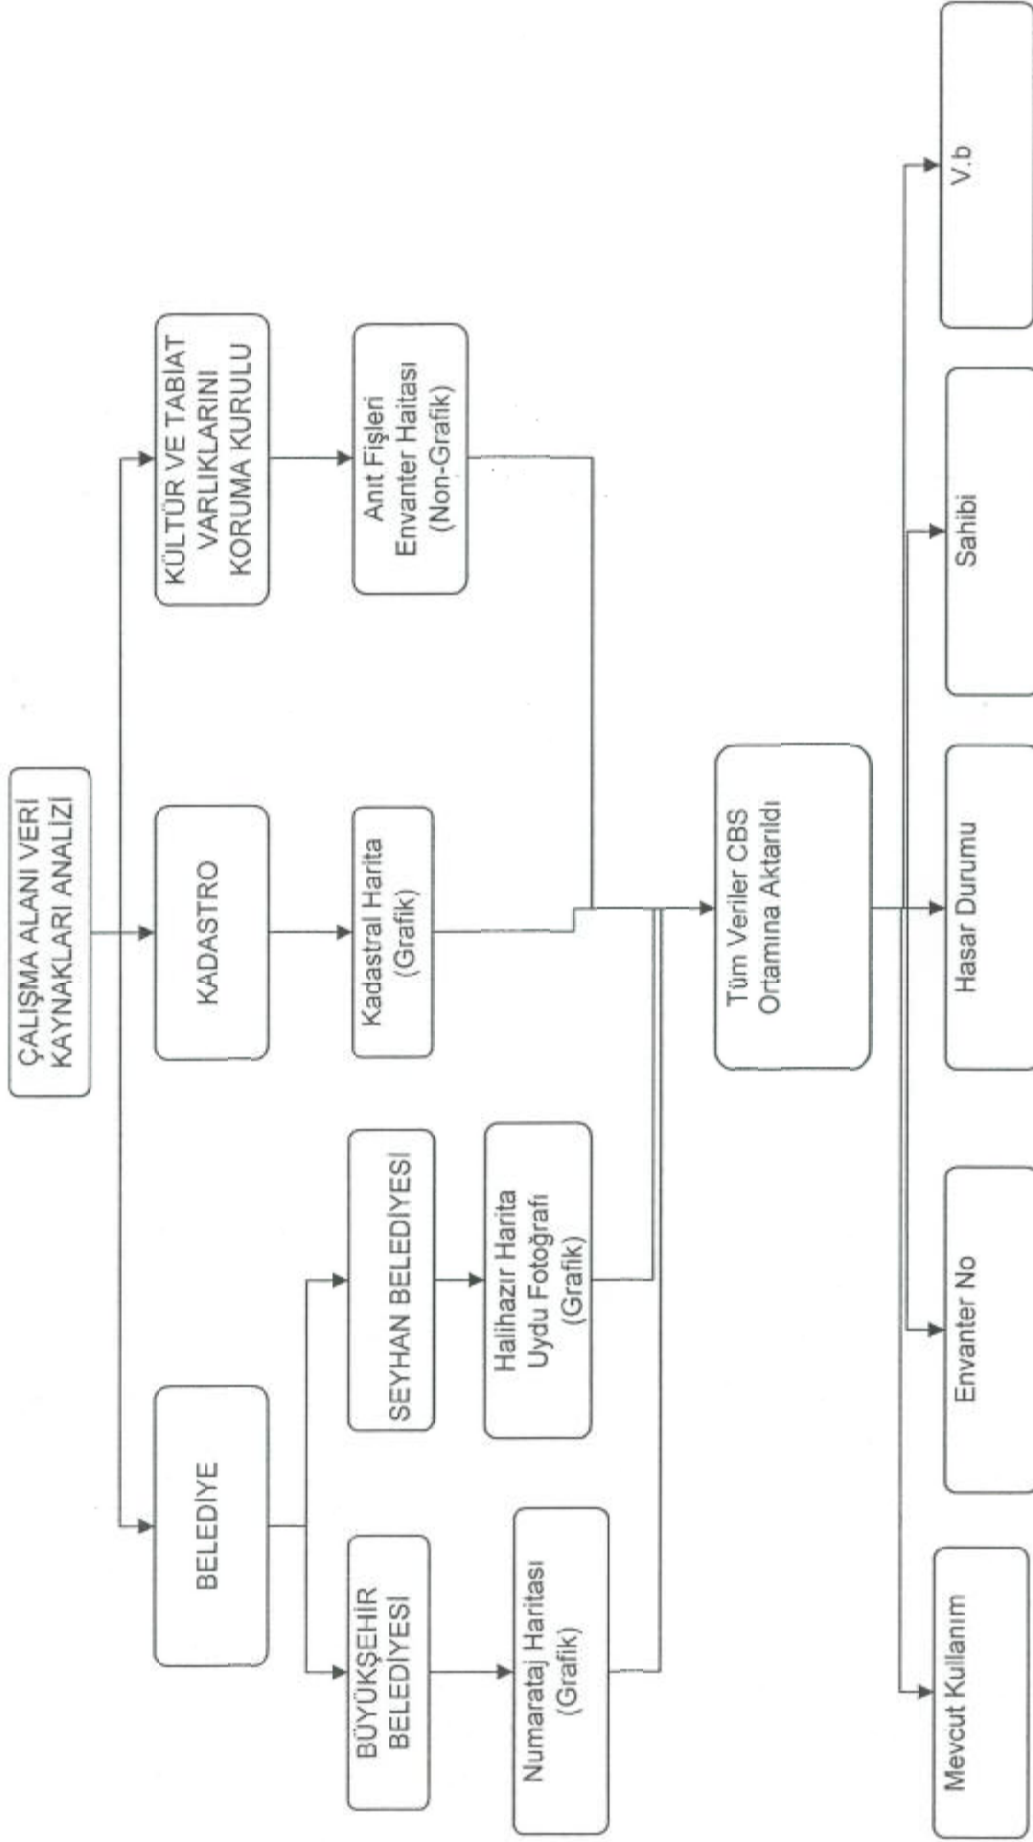 ÇALIŞMA ALANI VERİ
KAYNAKLARI ANALİZİ
BELEDİYE
KADASTRO
KÜLTÜR VE TABİAT
VARLIKLARINI
KORUMA KURULU
BÜYÜKŞEHİR
BELEDİYESİ
SEYHAN BELEDİYESİ
Kadastral Harita
(Grafik)
Anıt Fişleri
Envanter Haitası
(Non-Grafik)
Numarataj Haritası
(Grafik)
Halihazır Harita
Uydu Fotoğrafı
(Grafik)
Tüm Veriler CBS
Ortamına Aktarıldı
Mevcut Kullanım
Envanter No
Hasar Durumu
Sahibi
V.b